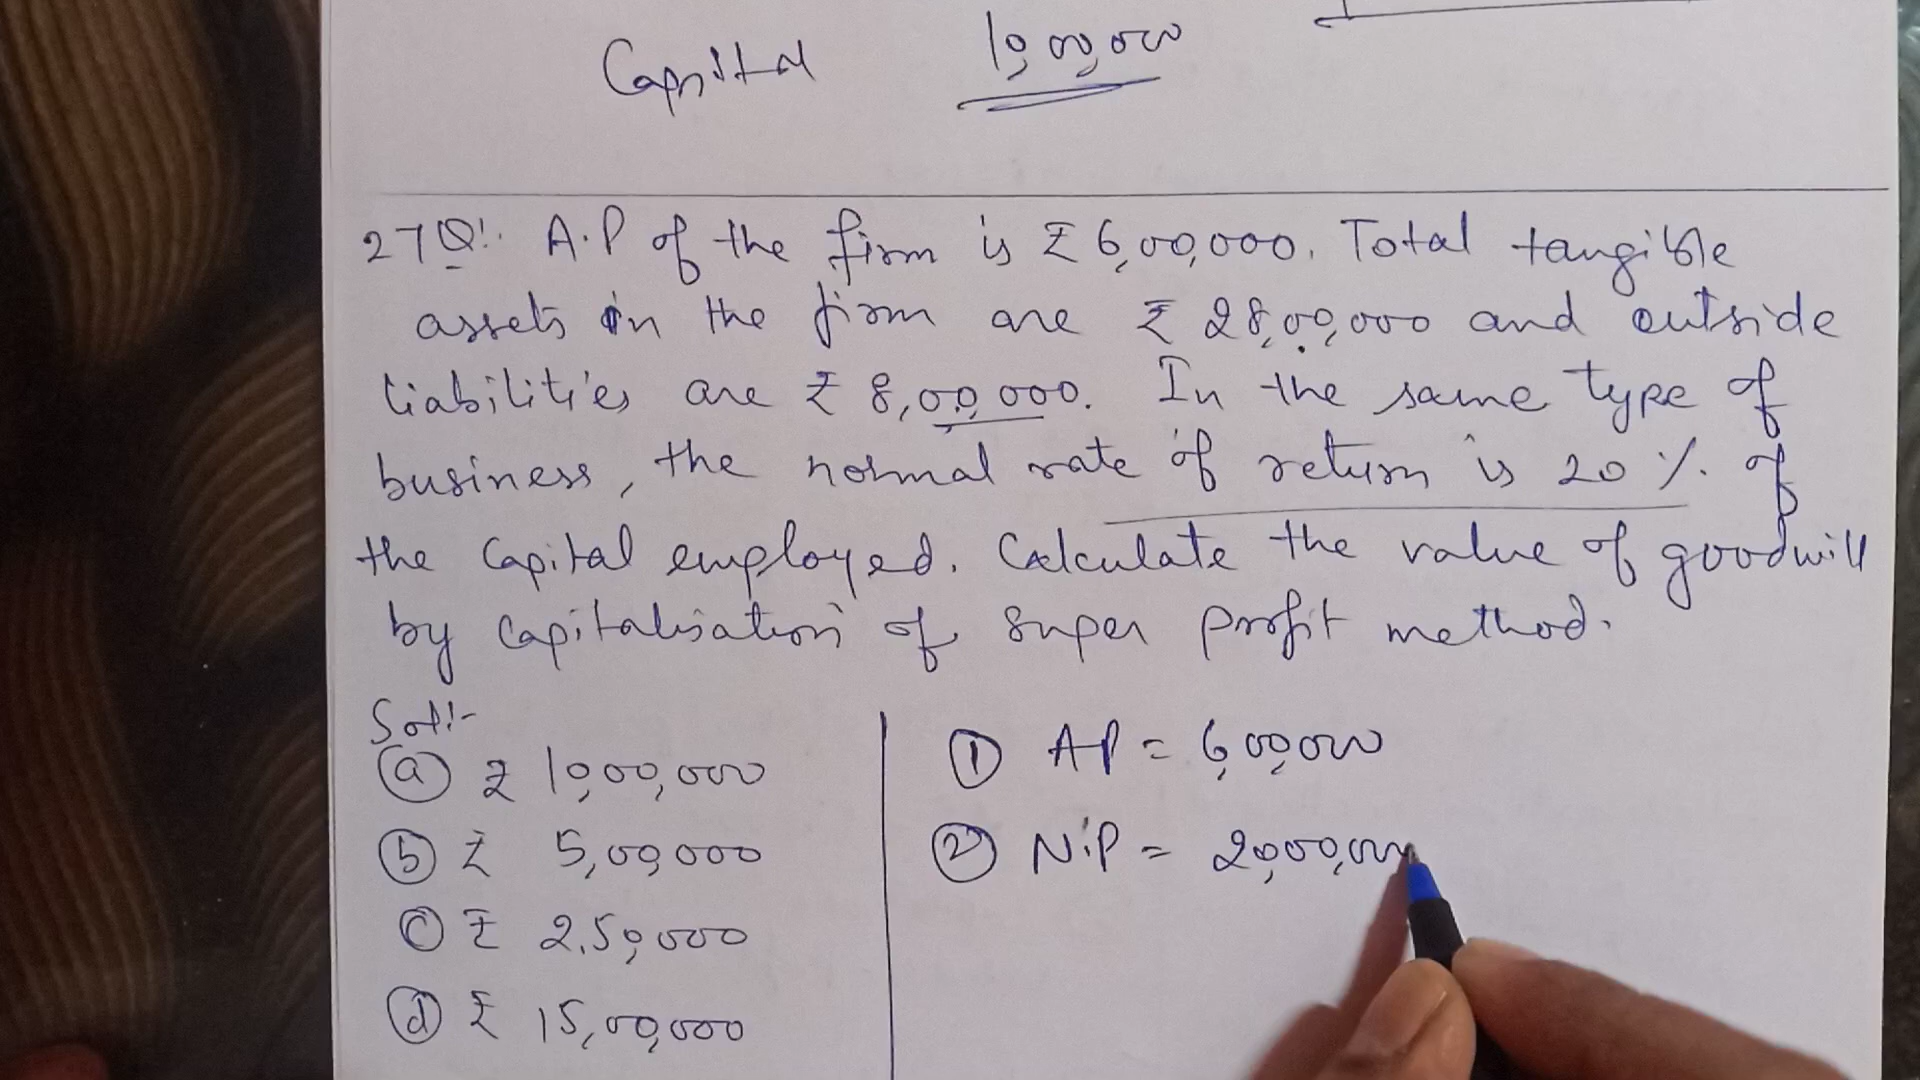 Capital 10,00,000
27Q:. A.P of the firm is ₹ 6,00,000. Total tangible
assets in the firm are ₹ 28,00,000 and outside
liabilities are ₹ 8,00,000. In the same type of
business, the normal rate of return is 20 %. of
the Capital employed. Calculate the value of goodwill
by Capitalisation of super profit method.
Sol:-
(a) ₹ 10,00,000
(b) ₹ 5,00,000
(c) ₹ 2,50,000
(d) ₹ 15,00,000
(1) AP = 6,00,000
(2) N.P = 20,00,000